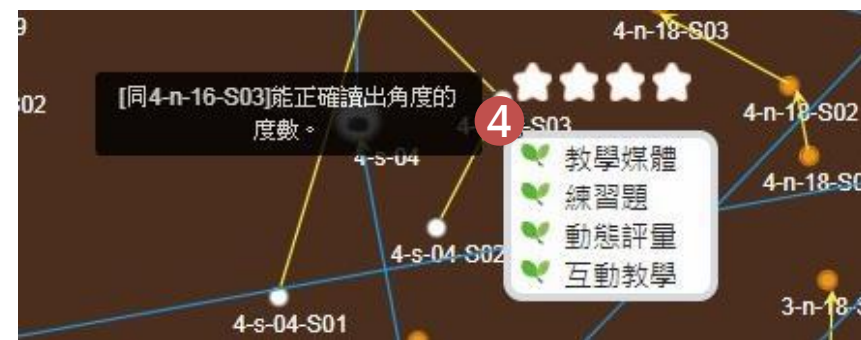 9
4-n-18-S03
02
[同4-n-16-S03]能正確讀出角度的
度數。
4
-S03
4-n-18-S02
4-s-04
教學媒體
4-n-18-S0
練習題
4-s-04-S02
動態評量
互動教學
3-n-18-
4-s-04-S01